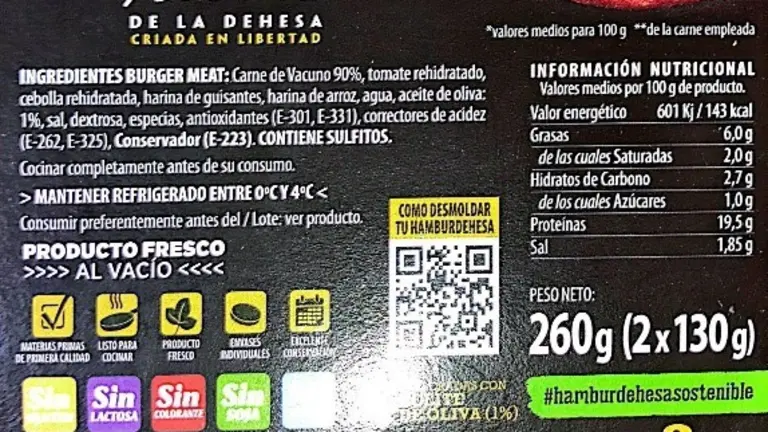 DE LA DEHESA
CRIADA EN LIBERTAD
*valores medios para 100 g **de la carne empleada
INGREDIENTES BURGER MEAT: Carne de Vacuno 90%, tomate rehidratado,
cebolla rehidratada, harina de guisantes, harina de arroz, agua, aceite de oliva:
1%, sal, dextrosa, especias, antioxidantes (E-301, E-331), correctores de acidez
(E-262, E-325), Conservador (E-223). CONTIENE SULFITOS.
Cocinar completamente antes de su consumo.
> MANTENER REFRIGERADO ENTRE 0ºC Y 4ºC <
Consumir preferentemente antes del / Lote: ver producto.
PRODUCTO FRESCO
>>>> AL VACÍO <<<<
MATERIAS PRIMAS
DE PRIMERA CALIDAD
LISTO PARA
COCINAR
PRODUCTO
FRESCO
ENVASES
INDIVIDUALES
EXCELENTE
CONSERVACIÓN
Sin
Sin
LACTOSA
Sin
COLORANTE
Sin
SOJA
COMO DESMOLDAR
TU HAMBURDEHESA
CON
ACEITE
DE OLIVA (1%)
INFORMACIÓN NUTRICIONAL
Valores medios por 100 g de producto.
Valor energético 601 Kj / 143 kcal
Grasas 6,0 g
de las cuales Saturadas 2,0 g
Hidratos de Carbono 2,7 g
de los cuales Azúcares 1,0 g
Proteínas 19,5 g
Sal 1,85 g
PESO NETO:
260g (2x130g)
#hamburdehesasostenible